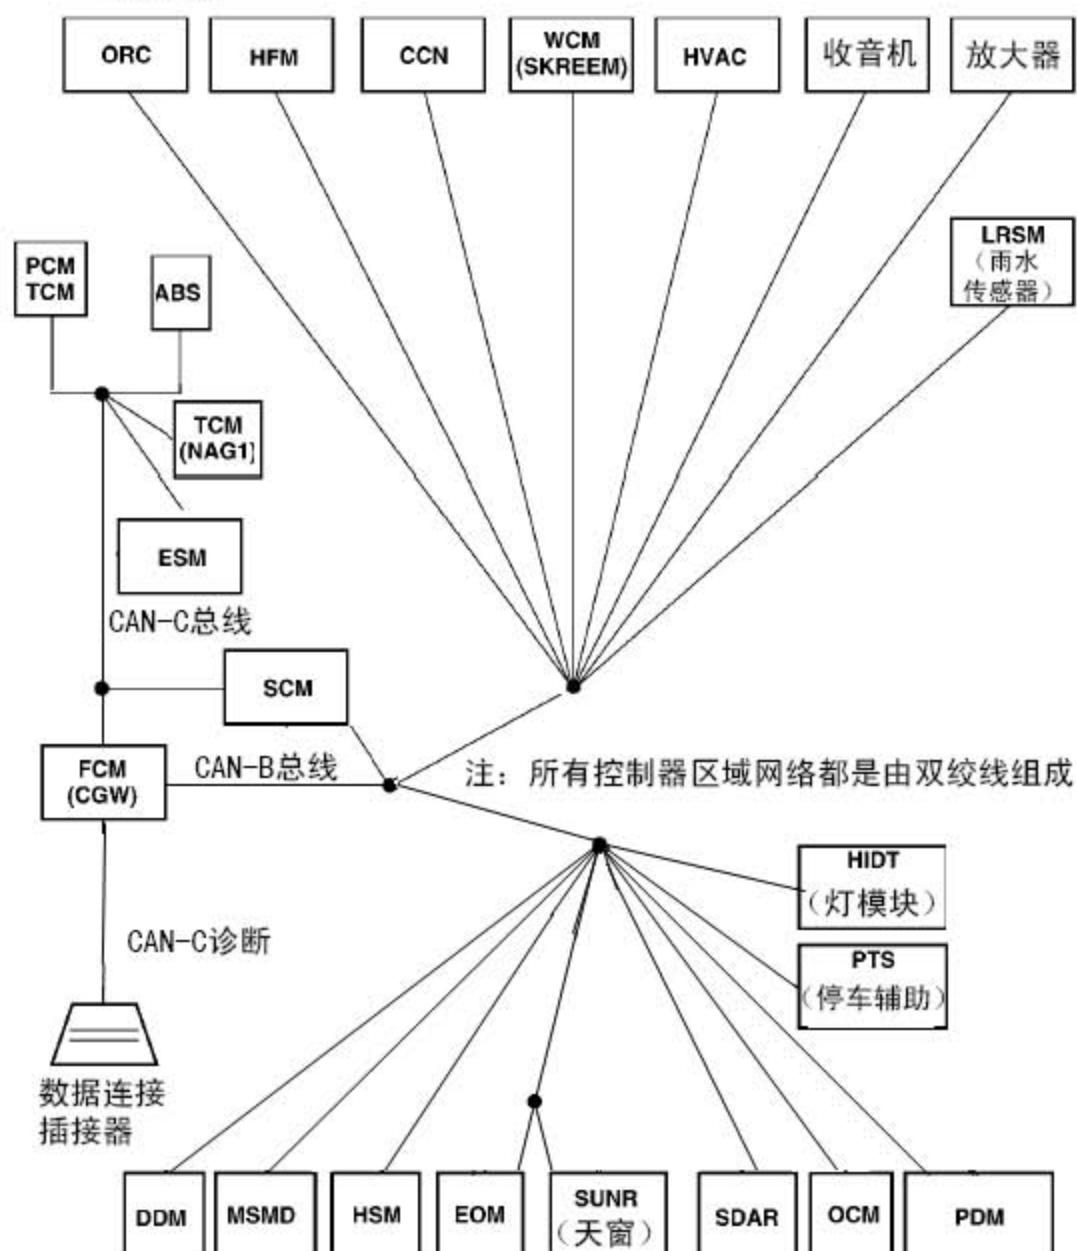 ORC
HFM
CCN
WCM
(SKREEM)
HVAC
收音机
放大器
LRSM
（雨水
传感器）
PCM
TCM
ABS
TCM
(NAG1)
ESM
CAN-C总线
SCM
FCM
(CGW)
CAN-B总线
注：所有控制器区域网络都是由双绞线组成
HIDT
（灯模块）
PTS
（停车辅助）
CAN-C诊断
数据连接
插接器
DDM
MSMD
HSM
EOM
SUNR
（天窗）
SDAR
OCM
PDM